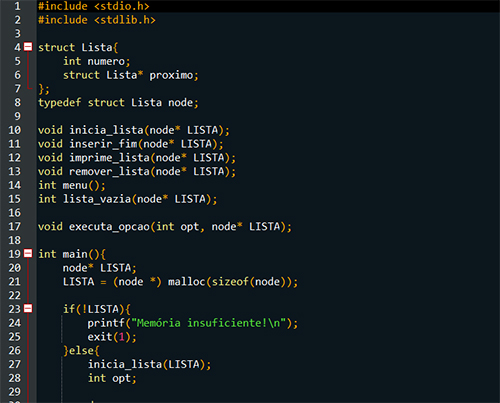 1 #include <stdio.h>
2 #include <stdlib.h>
3
4 struct Lista{
5     int numero;
6     struct Lista* proximo;
7 };
8 typedef struct Lista node;
9
10 void inicia_lista(node* LISTA);
11 void inserir_fim(node* LISTA);
12 void imprime_lista(node* LISTA);
13 void remover_lista(node* LISTA);
14 int menu();
15 int lista_vazia(node* LISTA);
16
17 void executa_opcao(int opt, node* LISTA);
18
19 int main(){
20     node* LISTA;
21     LISTA = (node *) malloc(sizeof(node));
22
23     if(!LISTA){
24         printf("Memória insuficiente!\n");
25         exit(1);
26     }else{
27         inicia_lista(LISTA);
28         int opt;
29